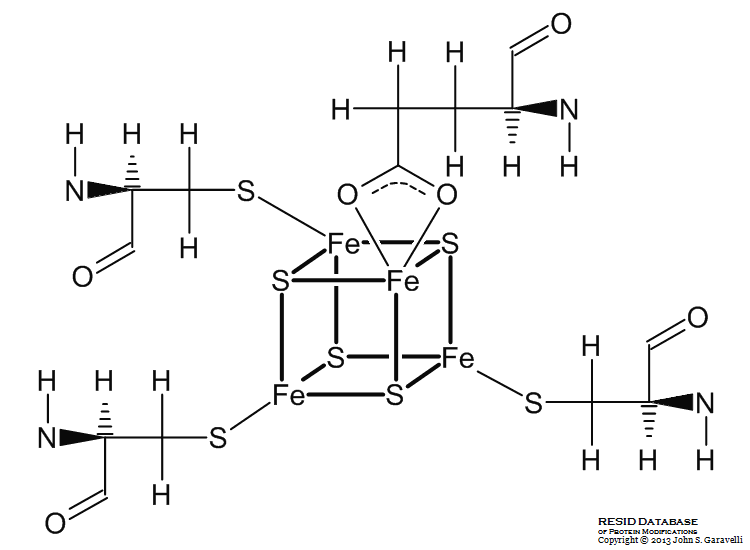 O
H H
H N
H H H
H H H
N S O O
H Fe S
O S Fe
S Fe H O
H H H Fe S
N S S N
H H H H
O
RESID DATABASE
OF PROTEIN MODIFICATIONS
Copyright © 2013 John S. Garavelli